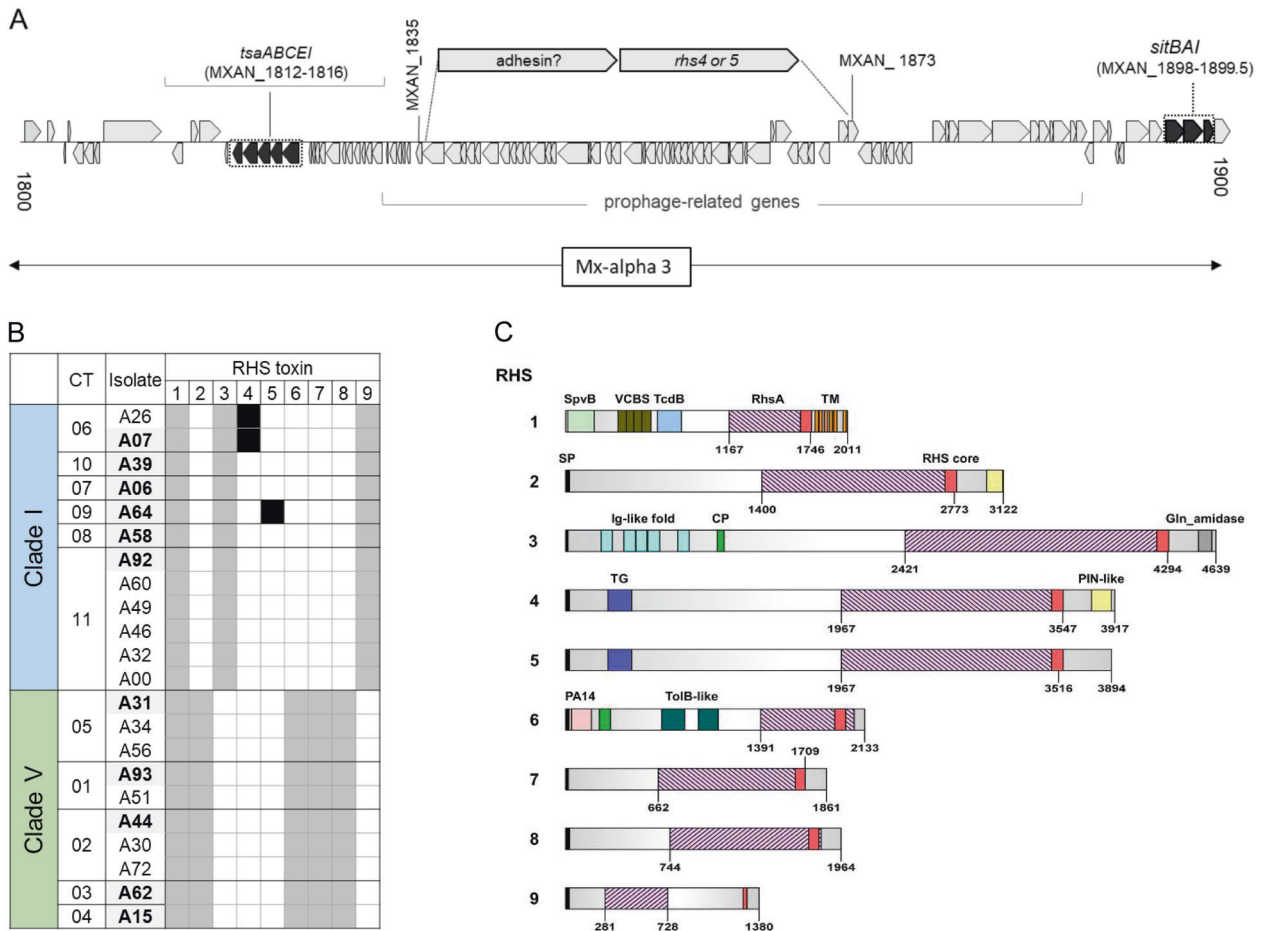 A
tsaABCEI
(MXAN_1812-1816)
MXAN_1835
adhesin?
rhs4 or 5
MXAN_ 1873
sitBAI
(MXAN_1898-1899.5)
1800
1900
prophage-related genes
Mx-alpha 3
B
CT
Isolate
RHS toxin
1 2 3 4 5 6 7 8 9
Clade I
06
A26
A07
10
A39
07
A06
09
A64
08
A58
11
A92
A60
A49
A46
A32
A00
Clade V
05
A31
A34
A56
01
A93
A51
02
A44
A30
A72
03
A62
04
A15
C
RHS
SpvB VCBS TcdB RhsA TM
1
1167 1746 2011
SP RHS core
2
1400 2773 3122
Ig-like fold CP Gln_amidase
3
2421 4294 4639
TG PIN-like
4
1967 3547 3917
5
1967 3516 3894
PA14 TolB-like
6
1391 2133
1709
7
662 1861
8
744 1964
9
281 728 1380